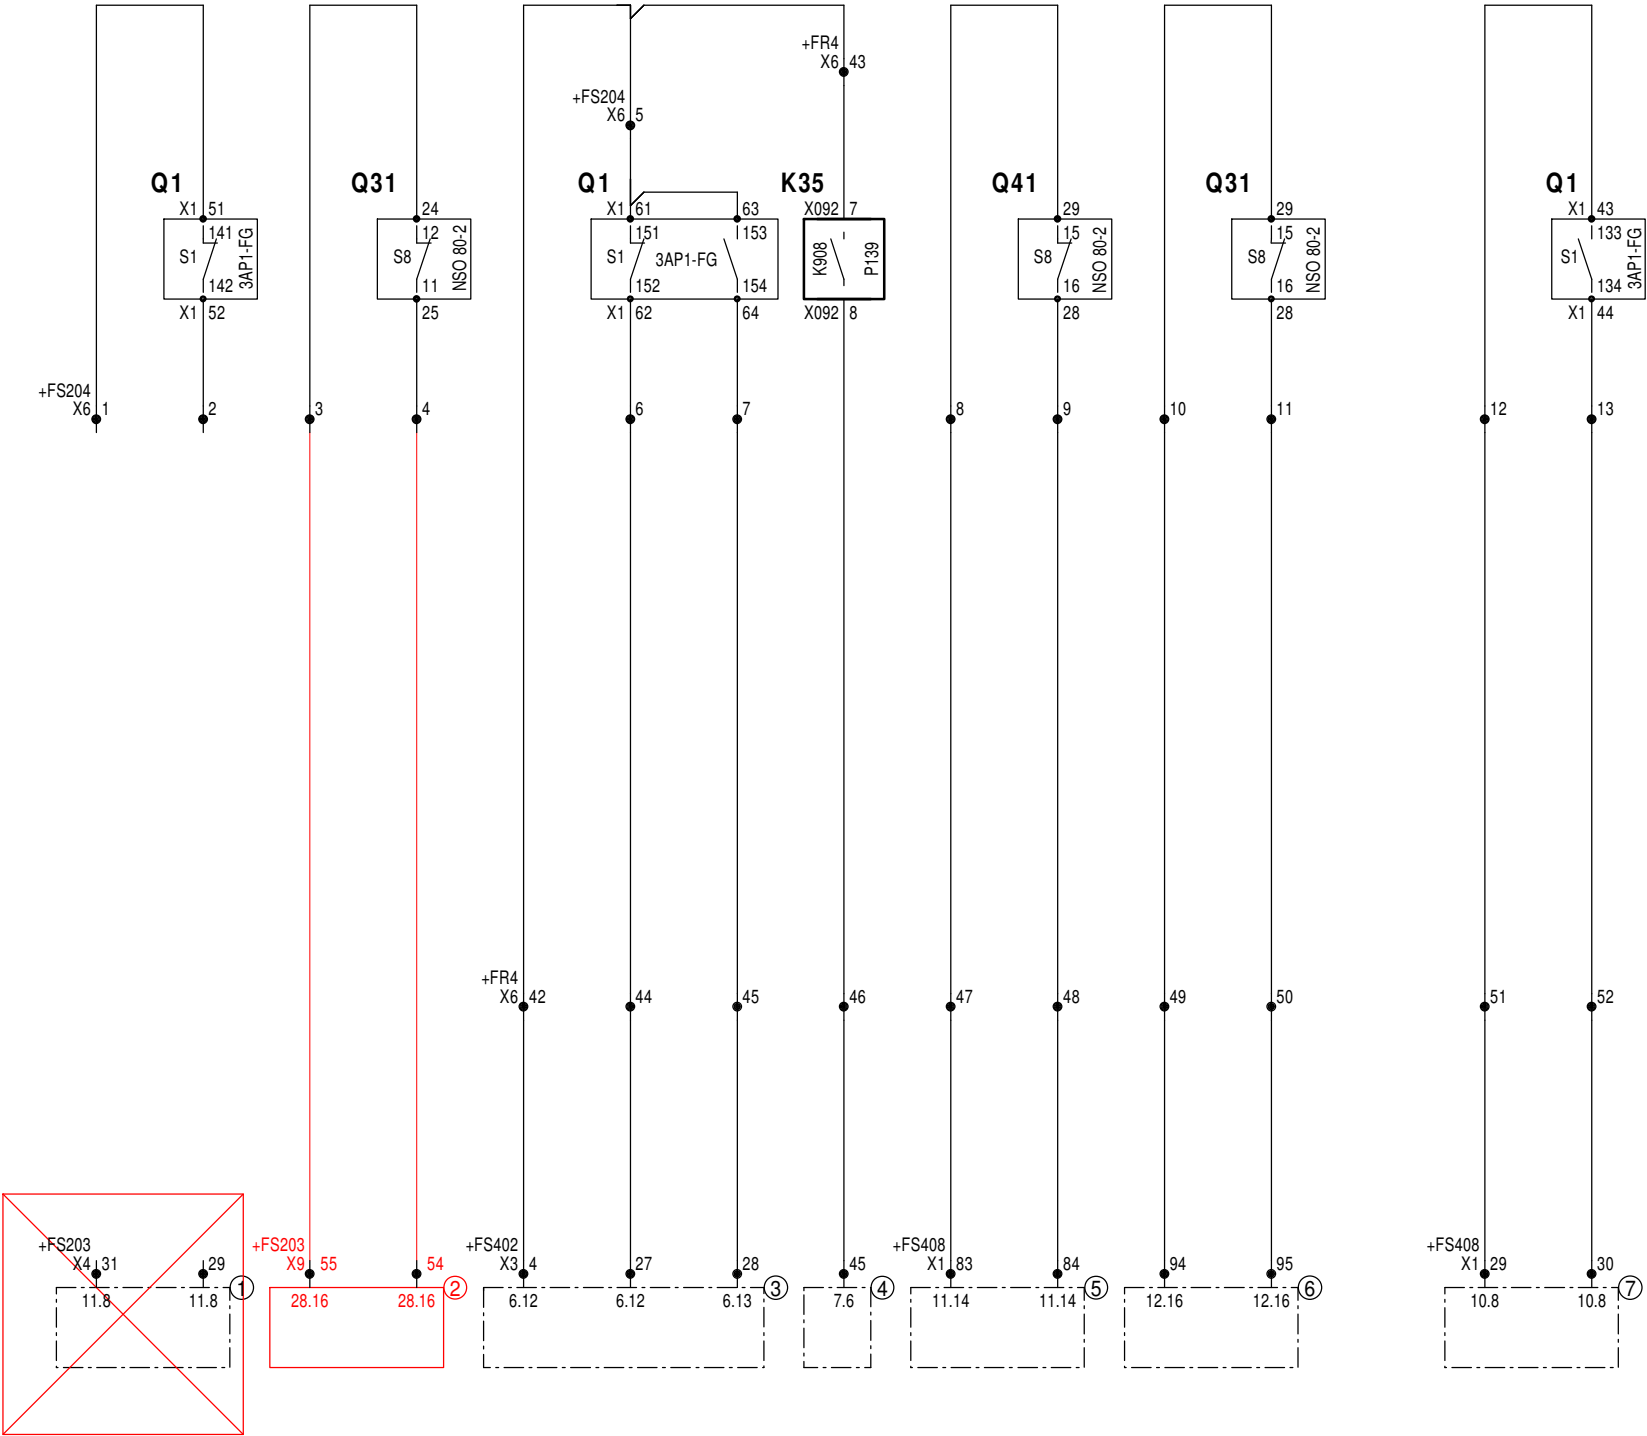 +FR4
X6 43
+FS204
X6 5
Q1 Q31 Q1 K35 Q41 Q31 Q1
X1 51 24 X1 61 63 X092 7 29 29 X1 43
141 12 151 153 15 15 133
S1 3AP1-FG S8 NSO 80-2 S1 3AP1-FG K908 P139 S8 NSO 80-2 S8 NSO 80-2 S1 3AP1-FG
142 11 152 154 16 16 134
X1 52 25 X1 62 64 X092 8 28 28 X1 44
+FS204
X6 1 2 3 4 6 7 8 9 10 11 12 13
+FR4
X6 42 44 45 46 47 48 49 50 51 52
+FS203 +FS203 +FS402 +FS408 +FS408
X4 31 29 X9 55 54 X3 4 27 28 45 X1 83 84 94 95 X1 29 30
1 2 3 4 5 6 7
11.8 11.8 28.16 28.16 6.12 6.12 6.13 7.6 11.14 11.14 12.16 12.16 10.8 10.8